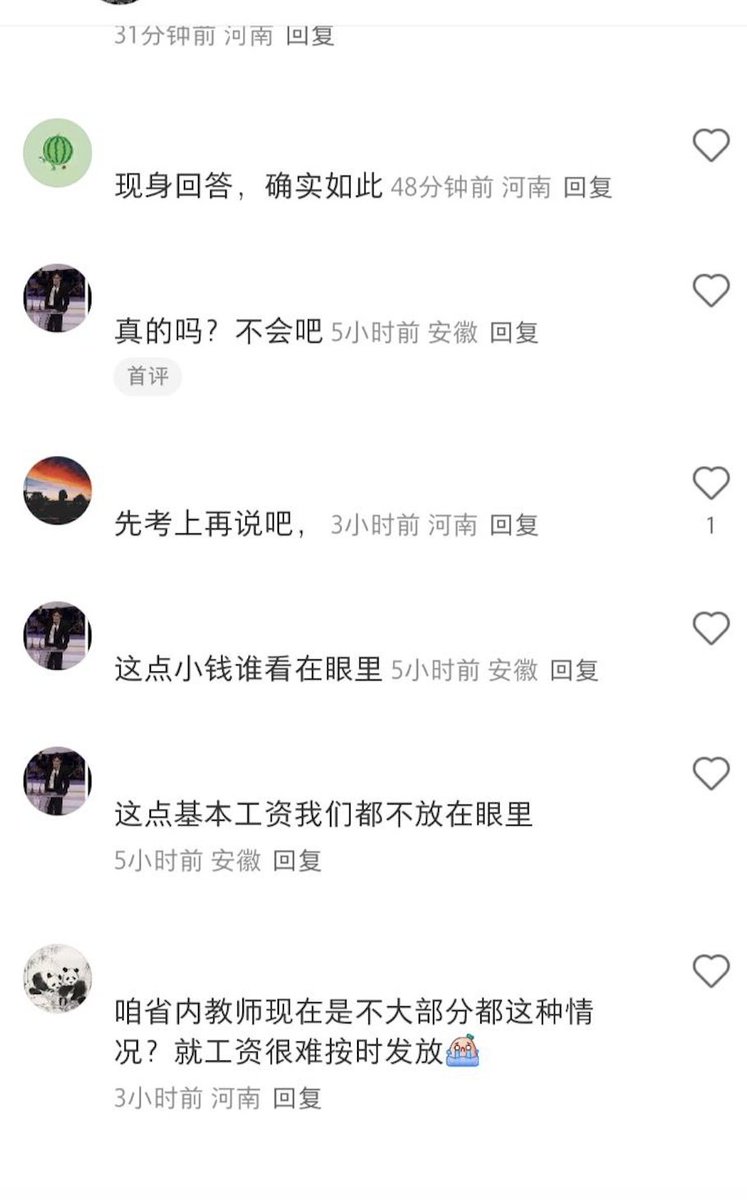 31分钟前 河南 回复
现身回答，确实如此 48分钟前 河南 回复
真的吗？不会吧 5小时前 安徽 回复
首评
先考上再说吧， 3小时前 河南 回复
1
这点小钱谁看在眼里 5小时前 安徽 回复
这点基本工资我们都不放在眼里
5小时前 安徽 回复
咱省内教师现在是不大部分都这种情
况？就工资很难按时发放
3小时前 河南 回复